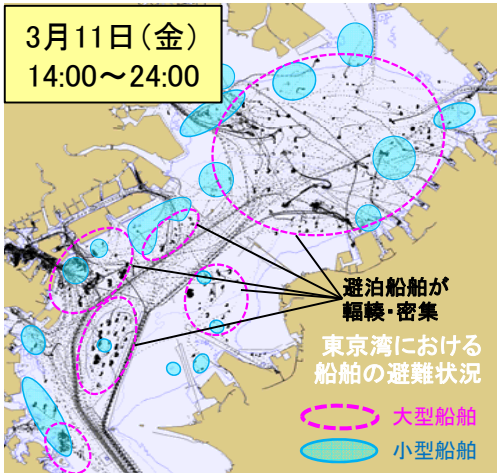 3月11日(金)
14:00～24:00
避泊船舶が
輻輳・密集
東京湾における
船舶の避難状況
大型船舶
小型船舶